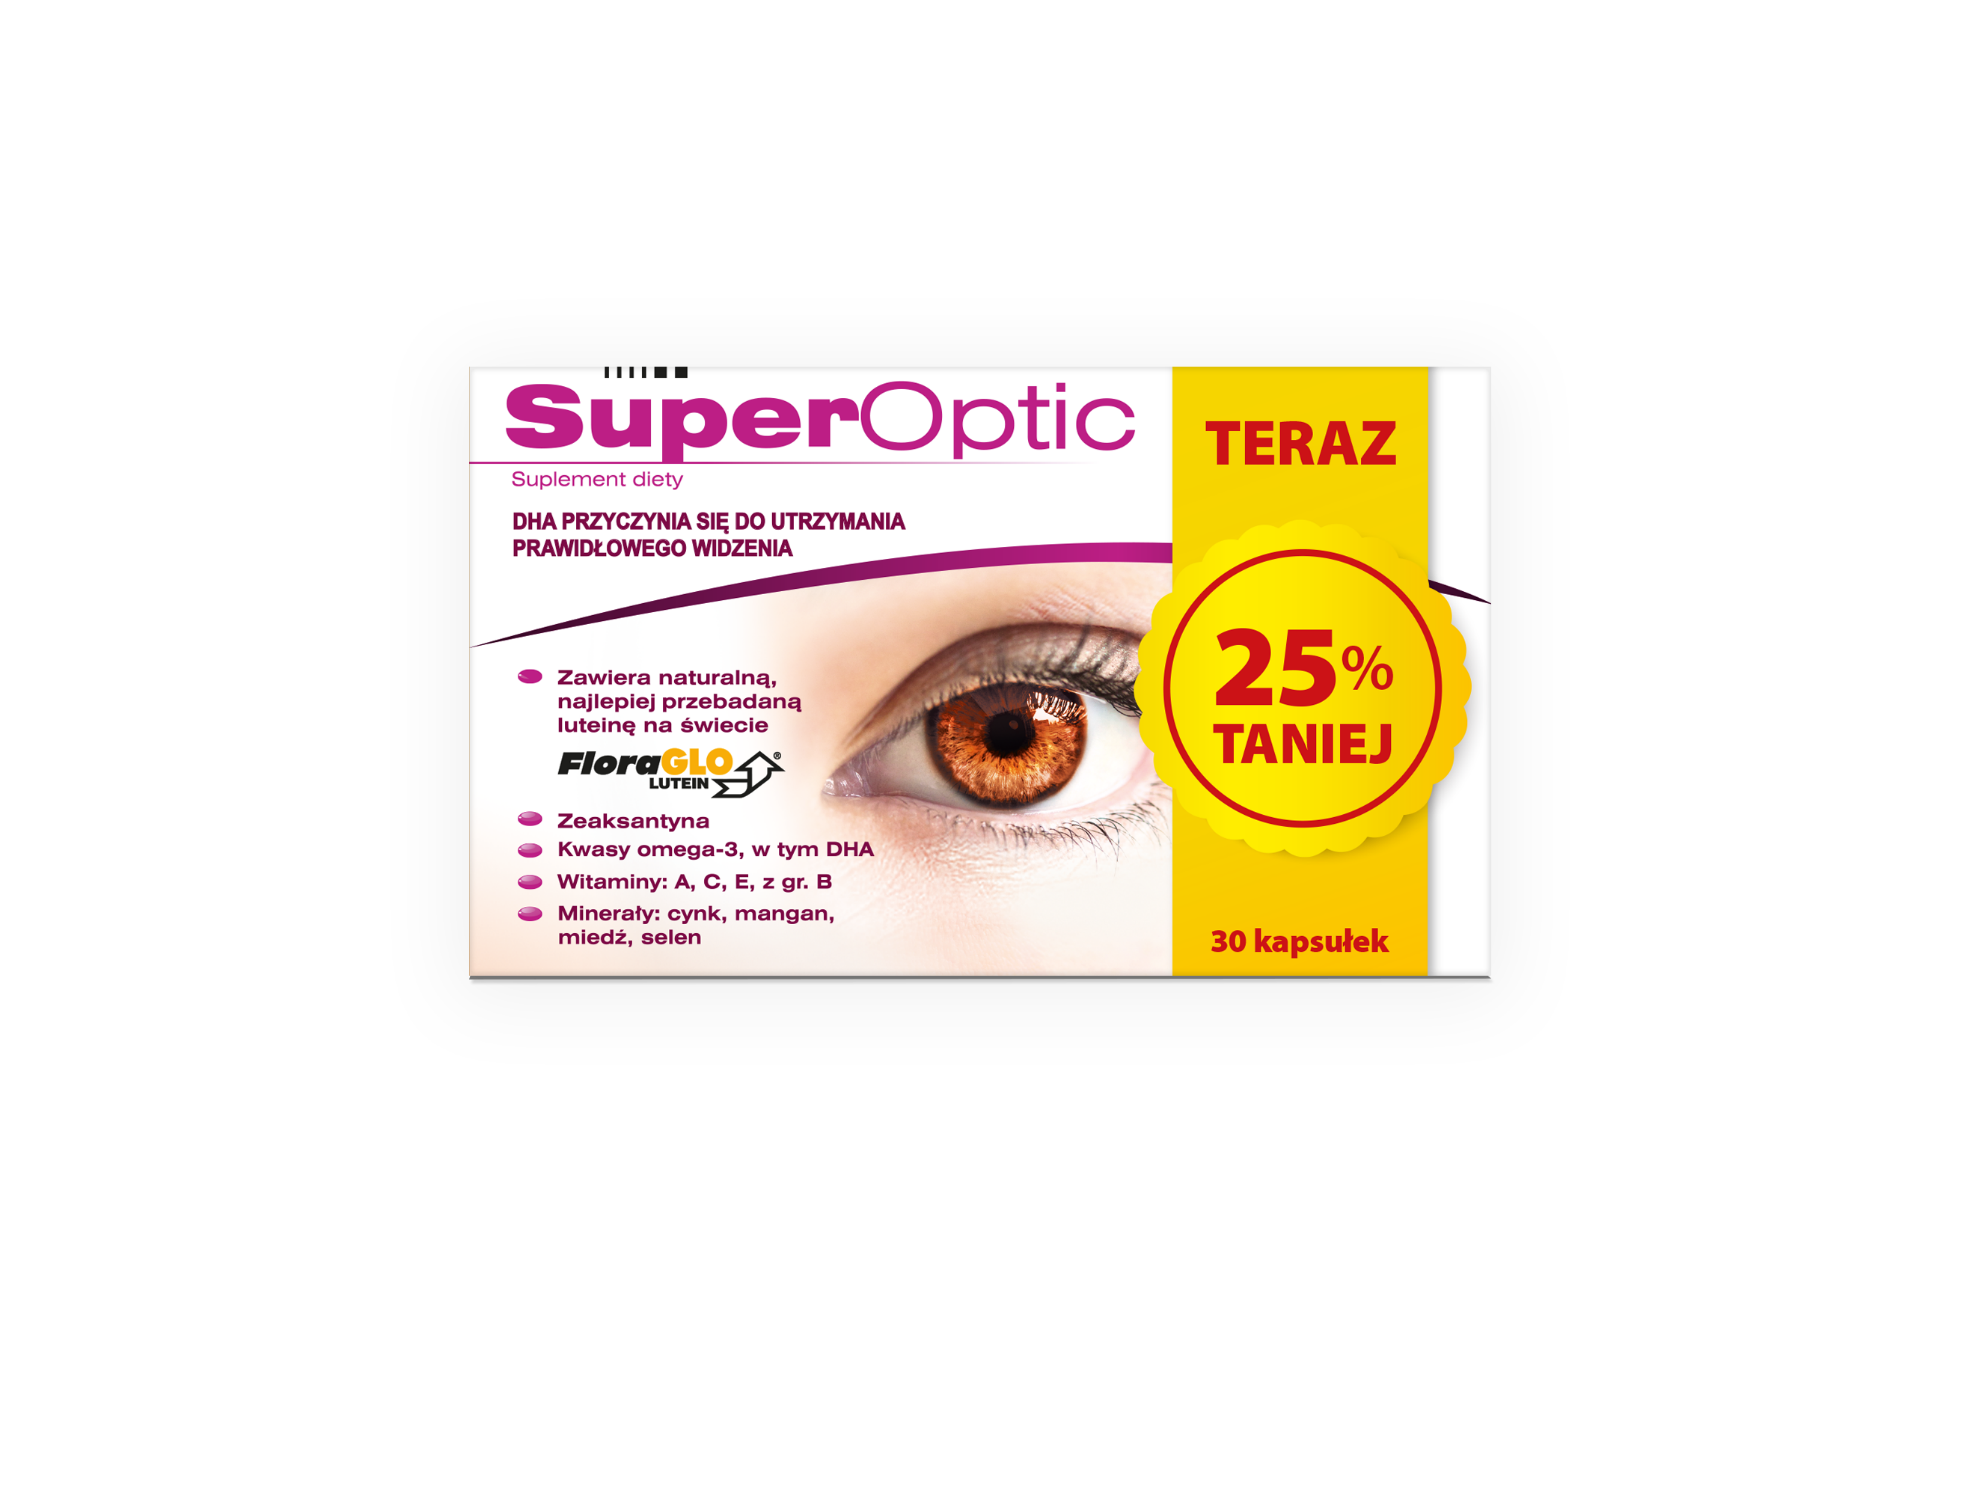 SuperOptic
Suplement diety
DHA PRZYCZYNIA SIĘ DO UTRZYMANIA
PRAWIDŁOWEGO WIDZENIA
Zawiera naturalną,
najlepiej przebadaną
luteinę na świecie
FloraGLO®
LUTEIN
Zeaksantyna
Kwasy omega-3, w tym DHA
Witaminy: A, C, E, z gr. B
Minerały: cynk, mangan,
miedź, selen
TERAZ
25%
TANIEJ
30 kapsułek